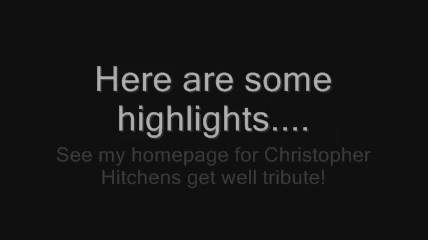 Here are some
highlights....
See my homepage for Christopher
Hitchens get well tribute!